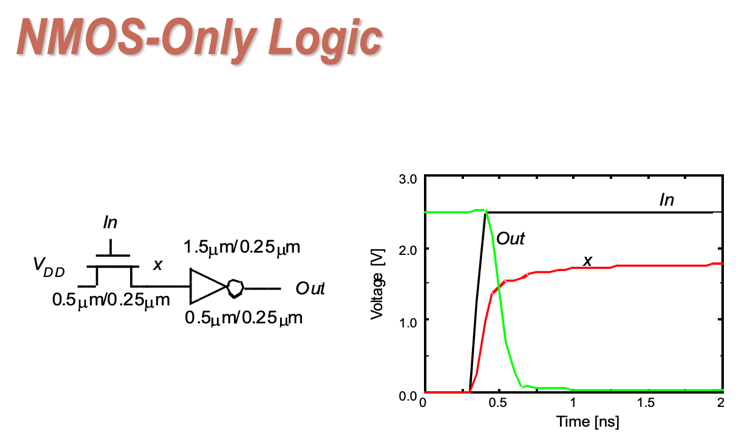 NMOS-Only Logic
In
V_DD
x
0.5μm/0.25μm
1.5μm/0.25μm
0.5μm/0.25μm
Out
3.0
2.0
1.0
0.0
Voltage [V]
In
Out
x
0
0.5
1
1.5
2
Time [ns]